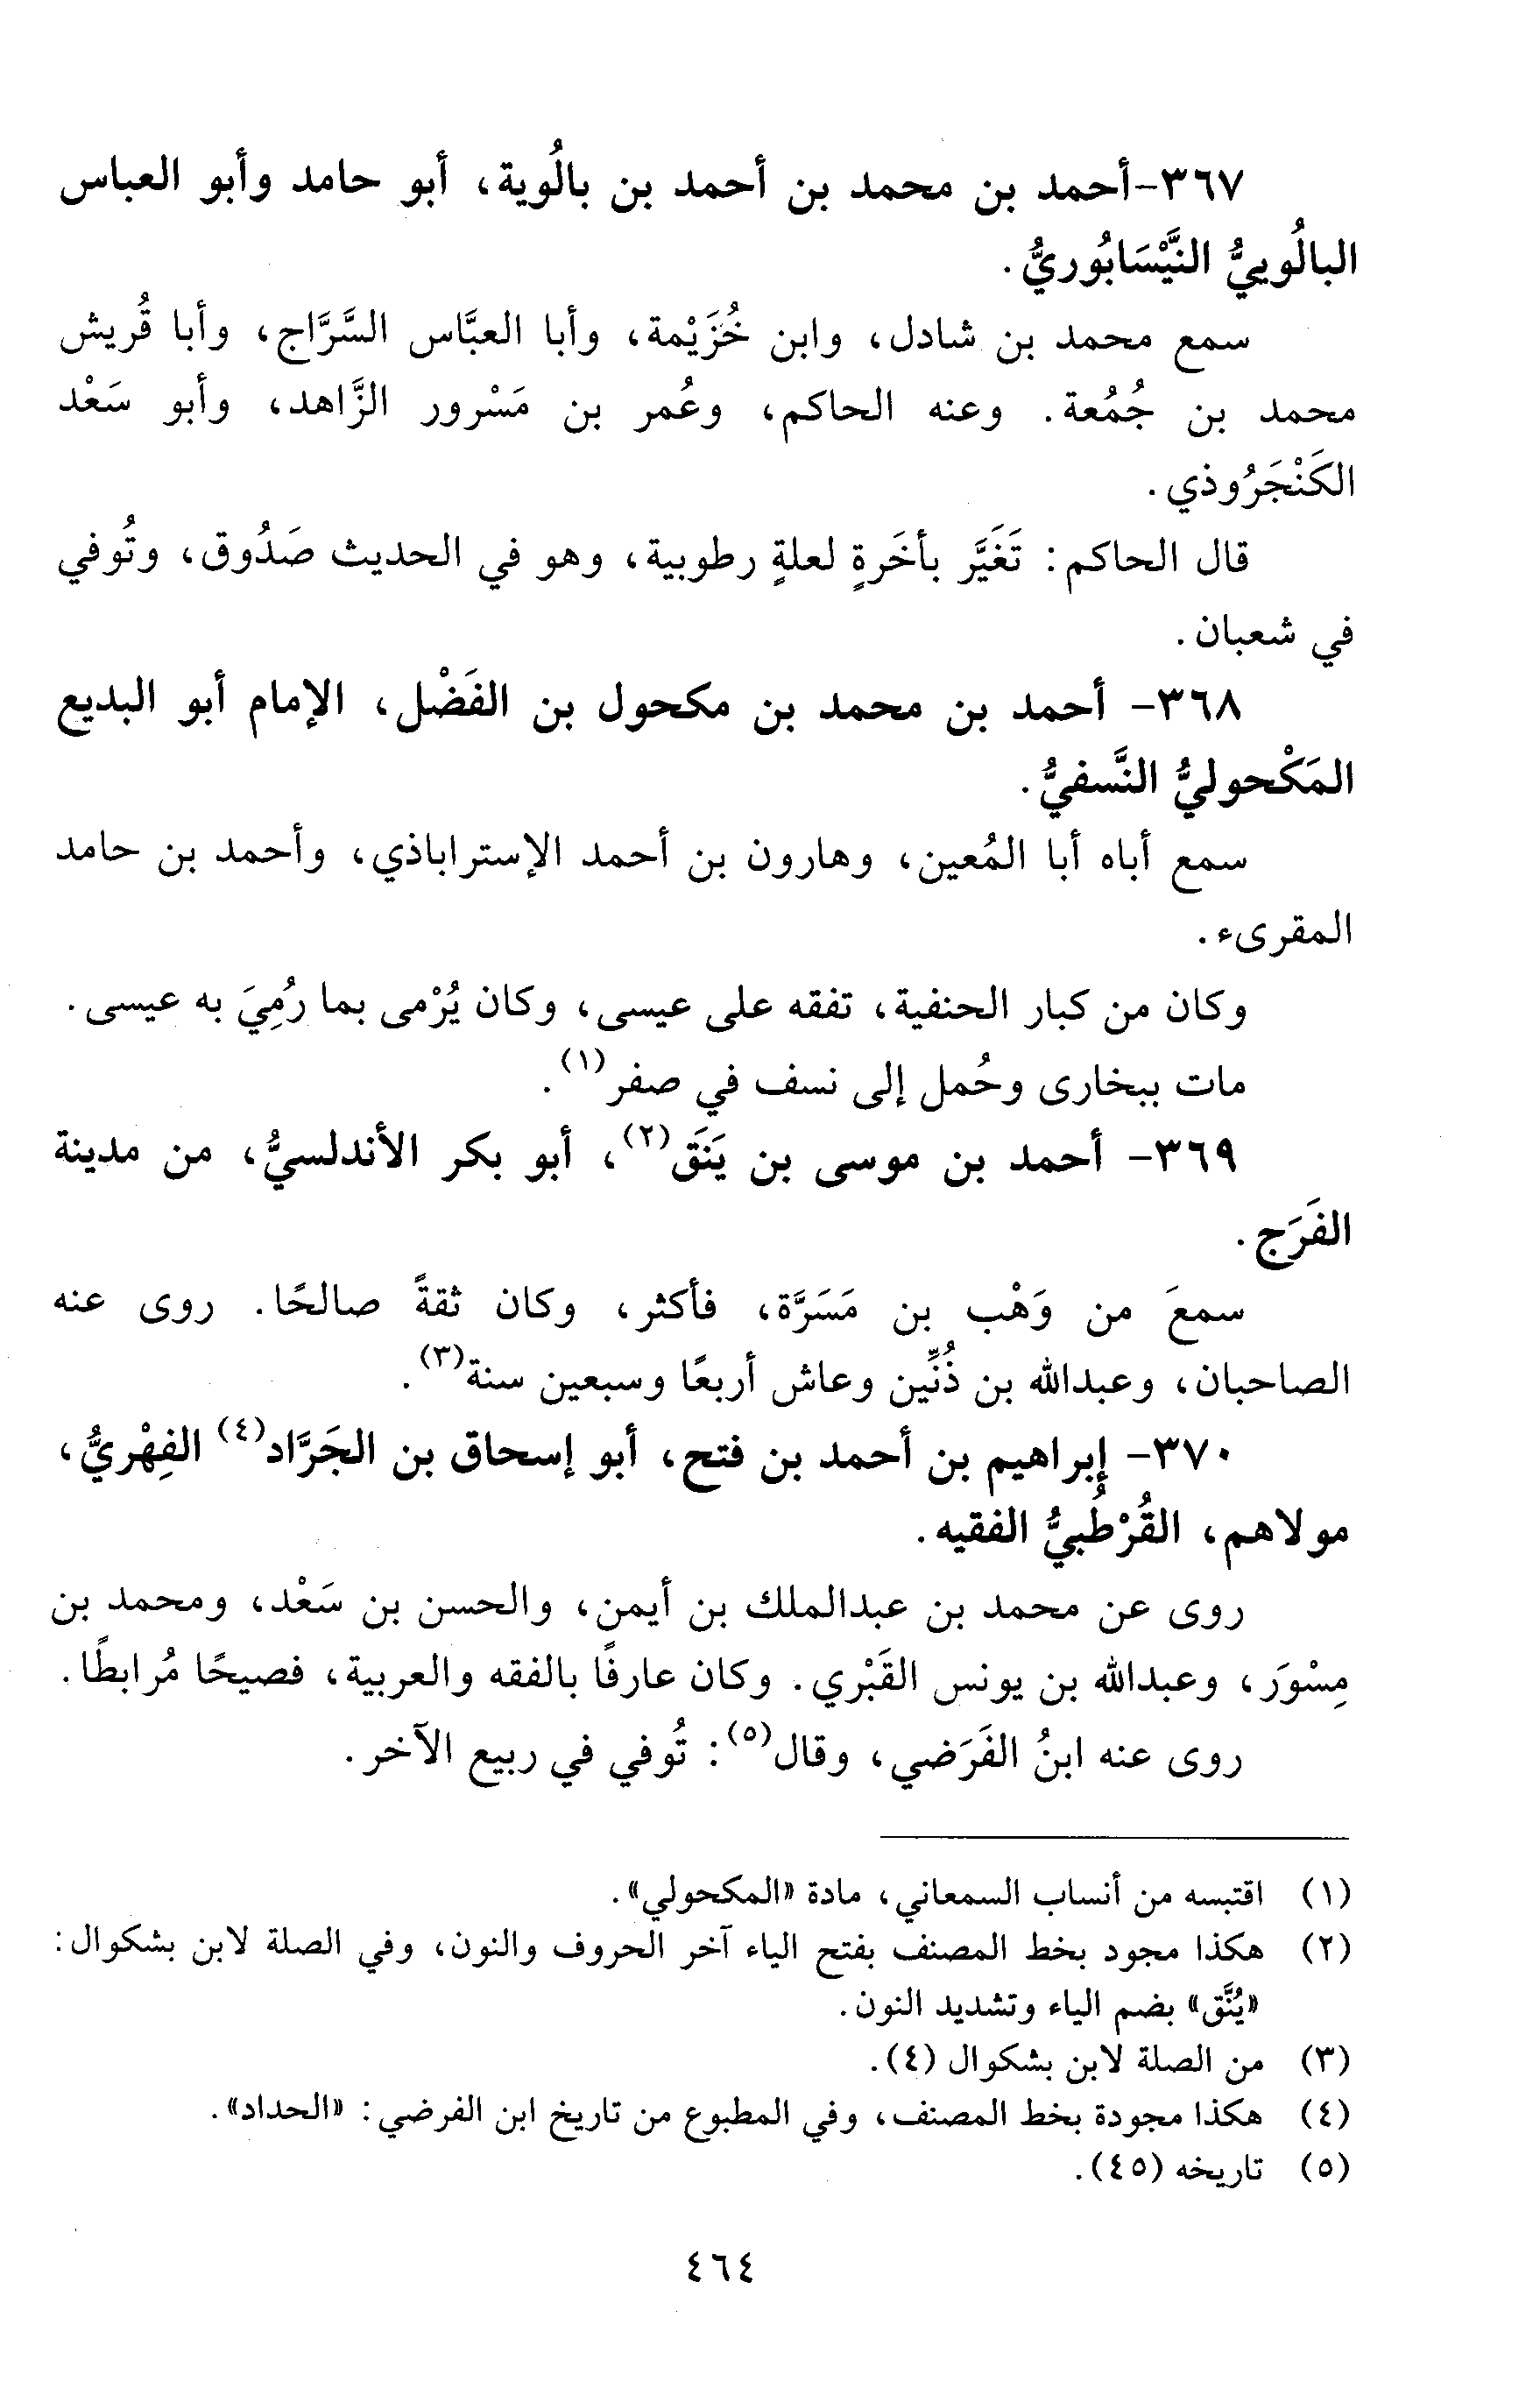 ٣٦٧-أحمد بن محمد بن أحمد بن بالُوية، أبو حامد وأبو العباس
البالُوييُّ النَّيْسَابُوريُّ.
سمع محمد بن شادل، وابن خُزَيْمة، وأبا العبَّاس السَّرَّاج، وأبا قُريش
محمد بن جُمُعة. وعنه الحاكم، وعُمر بن مَسْرور الزَّاهد، وأبو سَعْد
الكَنْجَرُوذي.
قال الحاكم: تَغَيَّر بأخَرةٍ لعلةٍ رطوبية، وهو في الحديث صَدُوق، وتُوفي
في شعبان.
٣٦٨- أحمد بن محمد بن مكحول بن الفَضْل، الإمام أبو البديع
المَكْحوليُّ النَّسفيُّ.
سمع أباه أبا المُعين، وهارون بن أحمد الإستراباذي، وأحمد بن حامد
المقرىء.
وكان من كبار الحنفية، تفقه على عيسى، وكان يُرْمى بما رُمِيَ به عيسى.
مات ببخارى وحُمل إلى نسف في صفر(١).
٣٦٩- أحمد بن موسى بن يَنَق(٢)، أبو بكر الأندلسيُّ، من مدينة
الفَرَج.
سمعَ من وَهْب بن مَسَرَّة، فأكثر، وكان ثقةً صالحًا. روى عنه
الصاحبان، وعبدالله بن ذُنِّين وعاش أربعًا وسبعين سنة(٣).
٣٧٠- إبراهيم بن أحمد بن فتح، أبو إسحاق بن الجَرَّاد(٤) الفِهْريُّ،
مولاهم، القُرْطُبيُّ الفقيه.
روى عن محمد بن عبدالملك بن أيمن، والحسن بن سَعْد، ومحمد بن
مِسْوَر، وعبدالله بن يونس القَبْري. وكان عارفًا بالفقه والعربية، فصيحًا مُرابطًا.
روى عنه ابنُ الفَرَضي، وقال(٥): تُوفي في ربيع الآخر.
(١) اقتبسه من أنساب السمعاني، مادة «المكحولي».
(٢) هكذا مجود بخط المصنف بفتح الياء آخر الحروف والنون، وفي الصلة لابن بشكوال:
«يُنَّق» بضم الياء وتشديد النون.
(٣) من الصلة لابن بشكوال (٤).
(٤) هكذا مجودة بخط المصنف، وفي المطبوع من تاريخ ابن الفرضي: «الحداد».
(٥) تاريخه (٤٥).
٤٦٤